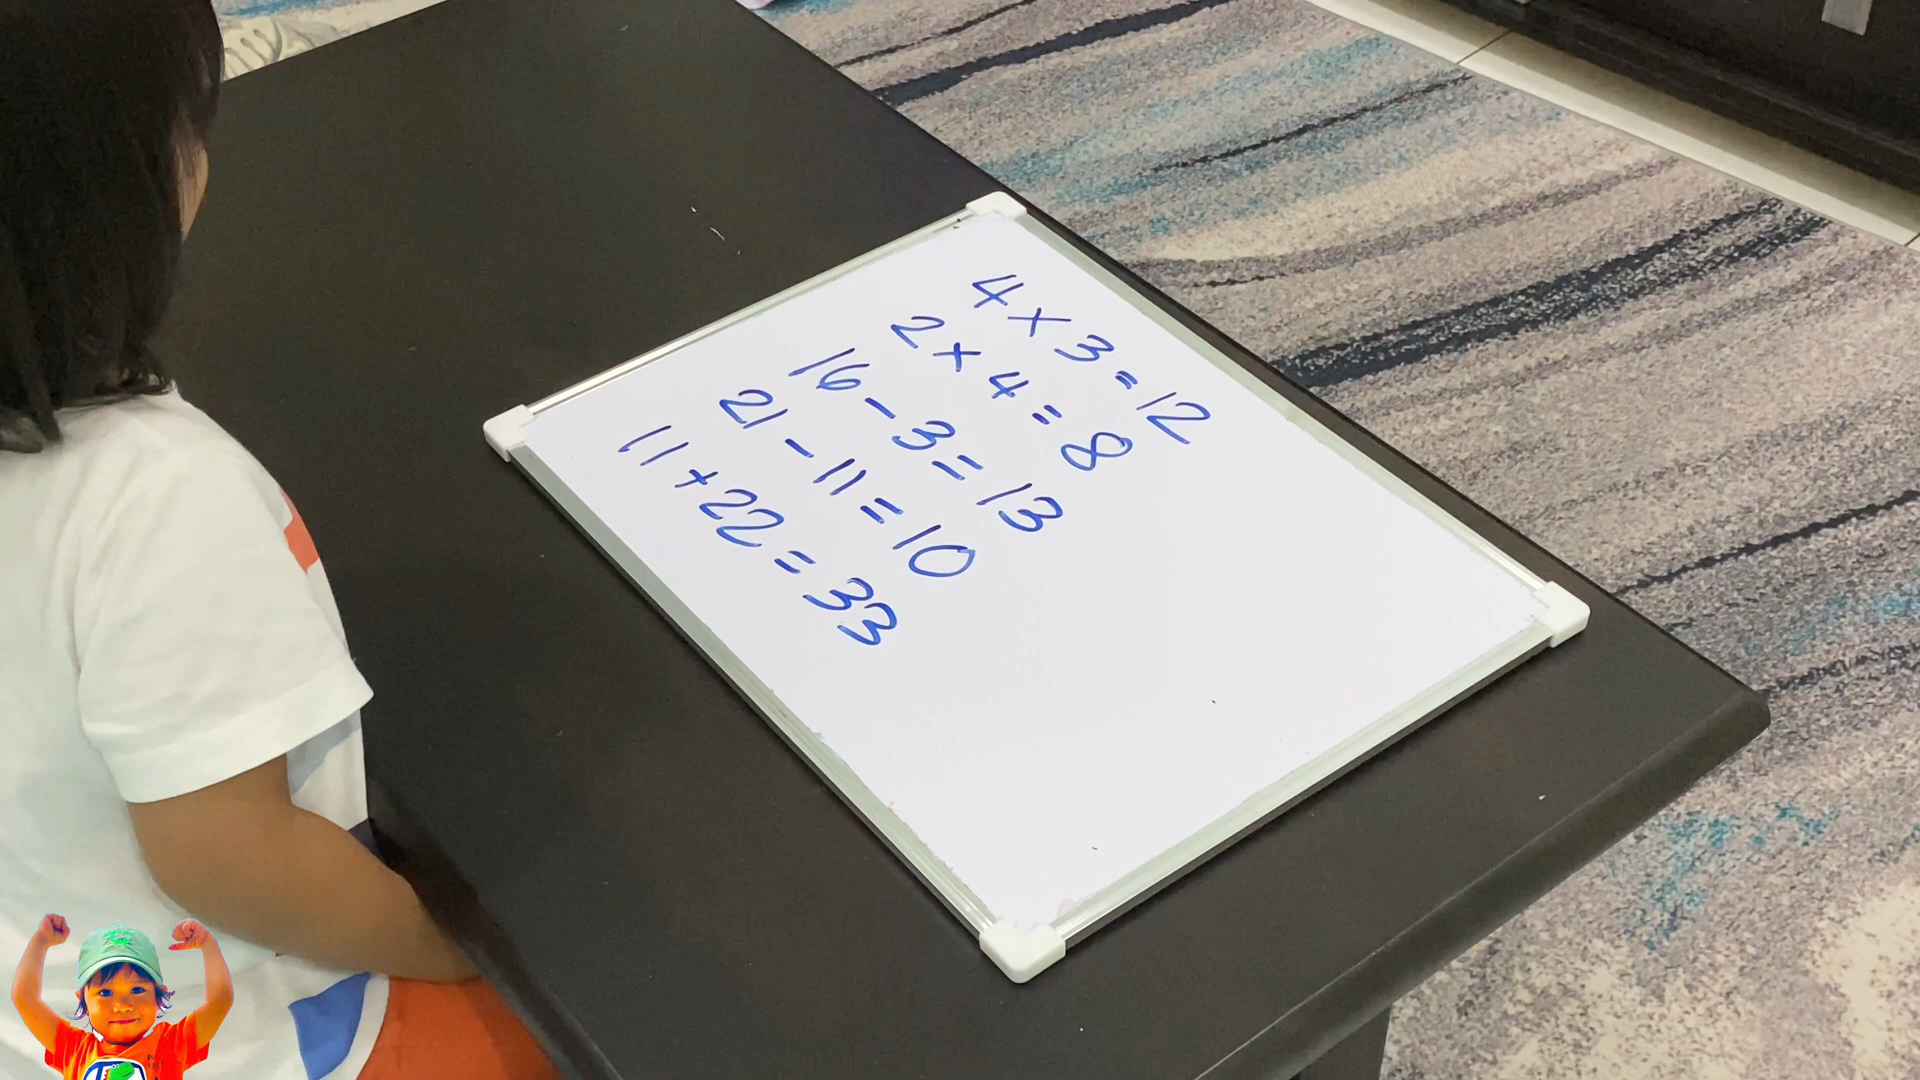 4 × 3 = 12
2 × 4 = 8
16 - 3 = 13
21 - 11 = 10
11 + 22 = 33